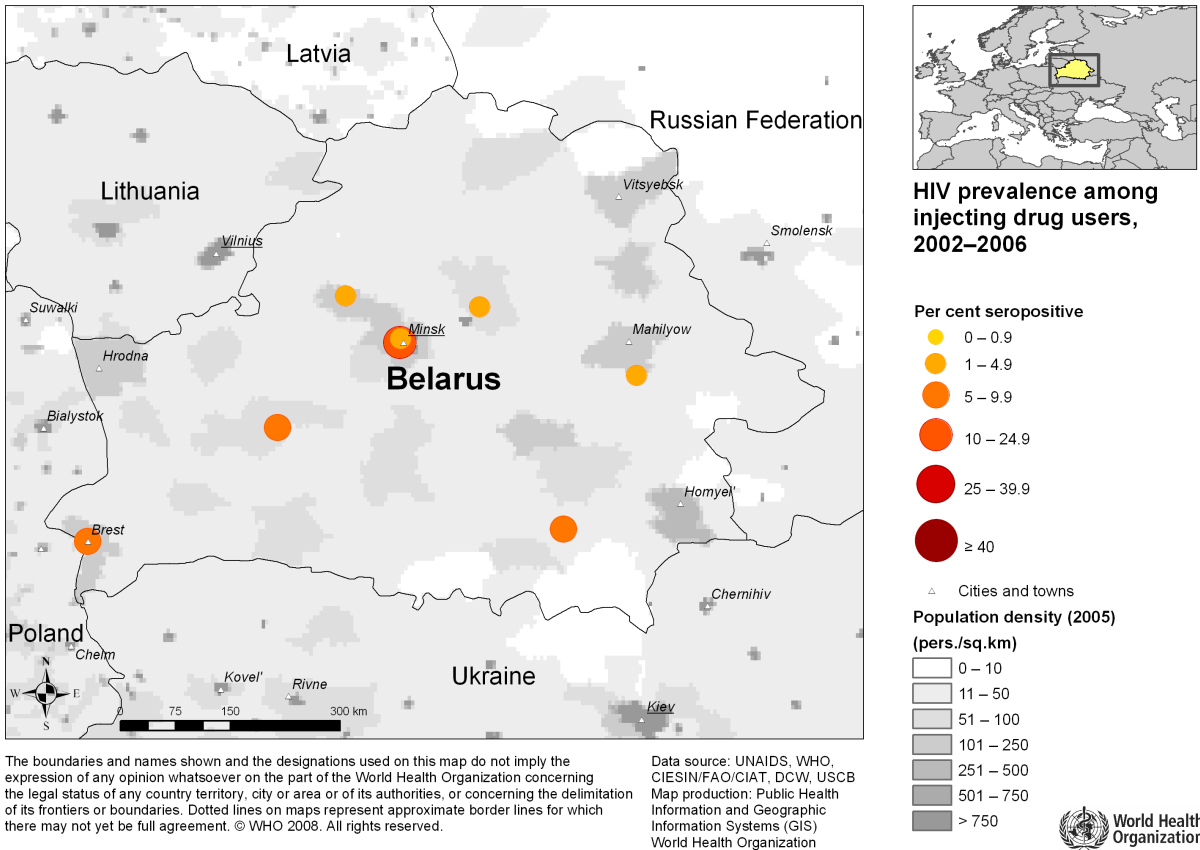 Latvia
Russian Federation
Lithuania
Vitsyebsk
Vilnius
Smolensk
Suwalki
Minsk
Mahilyow
Hrodna
Belarus
Bialystok
Homyel'
Brest
Chernihiv
Poland
Chelm
Ukraine
Kovel'
Rivne
Kiev
N
W E
S
0 75 150 300 km
HIV prevalence among
injecting drug users,
2002–2006
Per cent seropositive
0 – 0.9
1 – 4.9
5 – 9.9
10 – 24.9
25 – 39.9
≥ 40
Cities and towns
Population density (2005)
(pers./sq.km)
0 – 10
11 – 50
51 – 100
101 – 250
251 – 500
501 – 750
> 750
The boundaries and names shown and the designations used on this map do not imply the
expression of any opinion whatsoever on the part of the World Health Organization concerning
the legal status of any country territory, city or area or of its authorities, or concerning the delimitation
of its frontiers or boundaries. Dotted lines on maps represent approximate border lines for which
there may not yet be full agreement. © WHO 2008. All rights reserved.
Data source: UNAIDS, WHO,
CIESIN/FAO/CIAT, DCW, USCB
Map production: Public Health
Information and Geographic
Information Systems (GIS)
World Health Organization
World Health
Organization